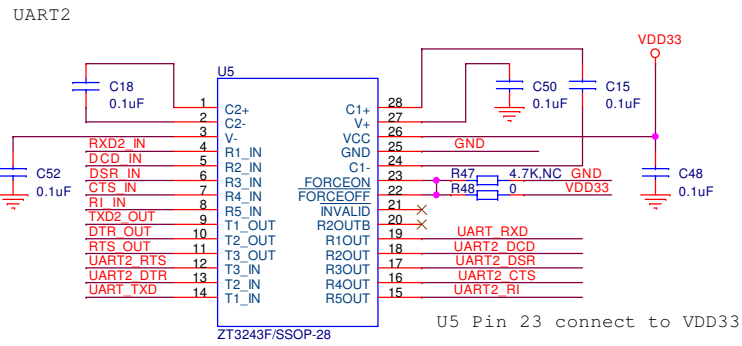 UART2
VDD33
U5
C18
0.1uF
C50
0.1uF
C15
0.1uF
1 C2+ C1+ 28
2 C2- V+ 27
3 V- VCC 26
RXD2_IN 4 R1_IN GND 25 GND
DCD_IN 5 R2_IN C1- 24
DSR_IN 6 R3_IN FORCEON 23 R47 4.7K,NC GND
CTS_IN 7 R4_IN FORCEOFF 22 R48 0 VDD33
RI_IN 8 R5_IN INVALID 21
TXD2_OUT 9 T1_OUT R2OUTB 20
DTR_OUT 10 T2_OUT R1OUT 19 UART_RXD
RTS_OUT 11 T3_OUT R2OUT 18 UART2_DCD
UART2_RTS 12 T3_IN R3OUT 17 UART2_DSR
UART2_DTR 13 T2_IN R4OUT 16 UART2_CTS
UART_TXD 14 T1_IN R5OUT 15 UART2_RI
C52
0.1uF
C48
0.1uF
U5 Pin 23 connect to VDD33
ZT3243F/SSOP-28